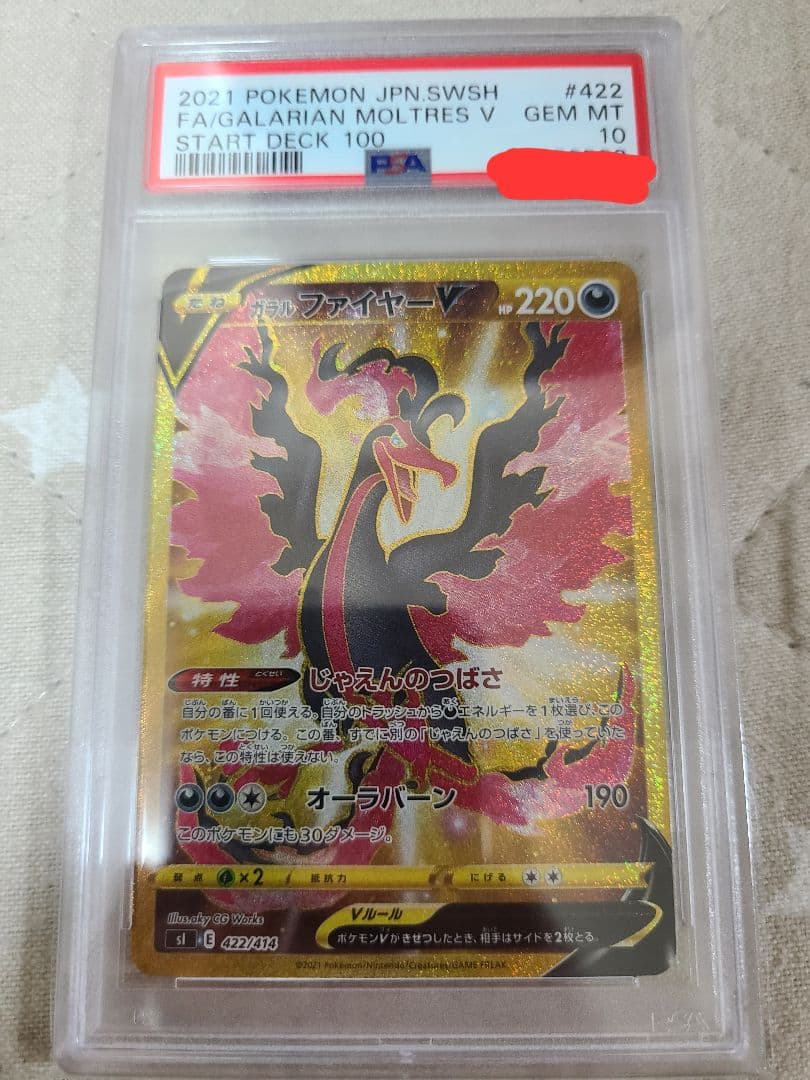 2021 POKEMON JPN.SWSH #422
FA/GALARIAN MOLTRES V GEM MT
START DECK 100 10
PSA
たね ガラル ファイヤーV HP 220
特性 とくせい じゃえんのつばさ
自分の番に1回使える。自分のトラッシュからエネルギーを1枚選び、この
ポケモンにつける。この番、すでに別の「じゃえんのつばさ」を使っていた
なら、この特性は使えない。
オーラバーン 190
このポケモンにも30ダメージ。
弱点 ×2 抵抗力 にげる
Illus.aky CG Works
Vルール
sI E 422/414 ポケモンVがきぜつしたとき、相手はサイドを2枚とる。
©2021 Pokémon/Nintendo/Creatures/GAME FREAK